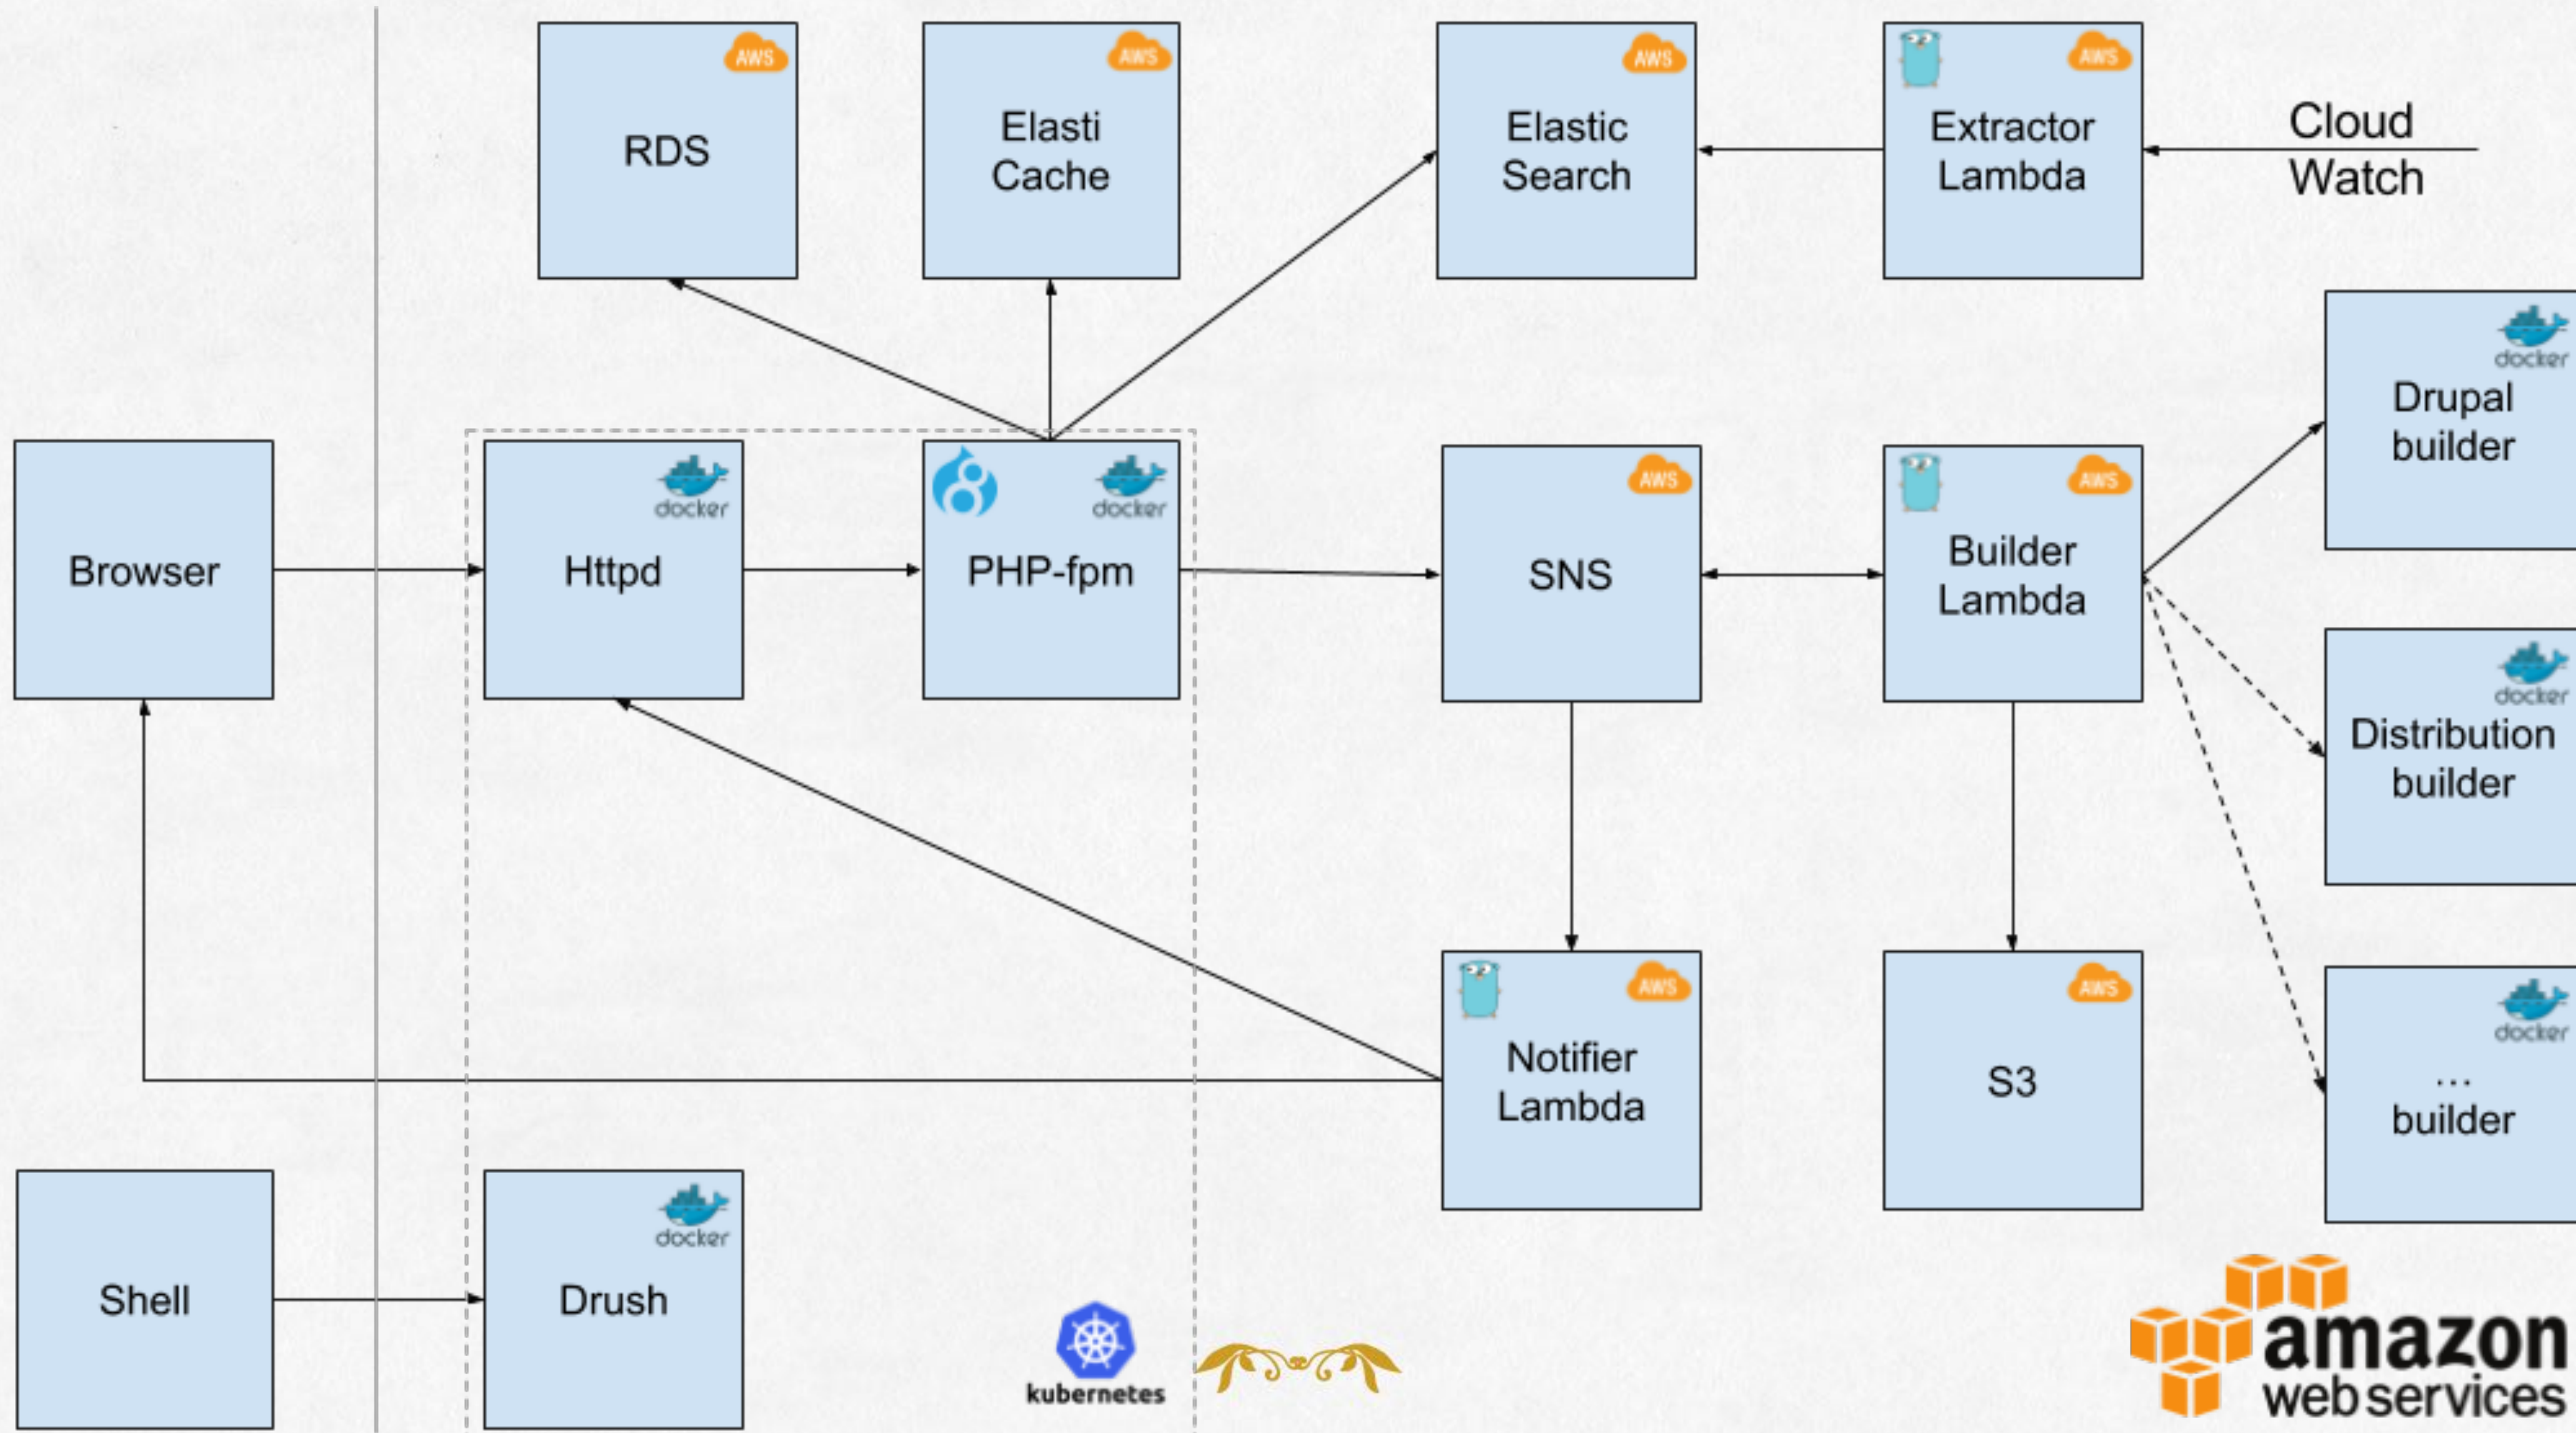 AWS
RDS
AWS
Elasti
Cache
AWS
Elastic
Search
AWS
Extractor
Lambda
Cloud
Watch
docker
Drupal
builder
Browser
docker
Httpd
docker
PHP-fpm
AWS
SNS
AWS
Builder
Lambda
docker
Distribution
builder
AWS
Notifier
Lambda
AWS
S3
docker
...
builder
Shell
docker
Drush
kubernetes
amazon
web services